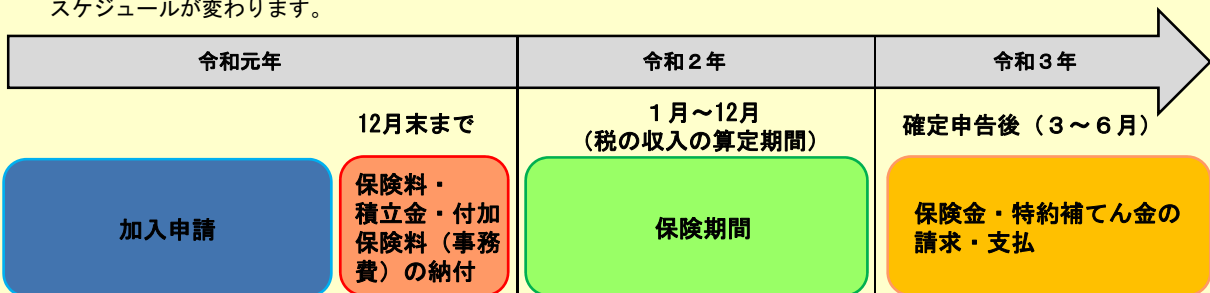 スケジュールが変わります。
令和元年
令和２年
令和３年
12月末まで
１月～12月
（税の収入の算定期間）
確定申告後（３～６月）
加入申請
保険料・
積立金・付加
保険料（事務
費）の納付
保険期間
保険金・特約補てん金の
請求・支払